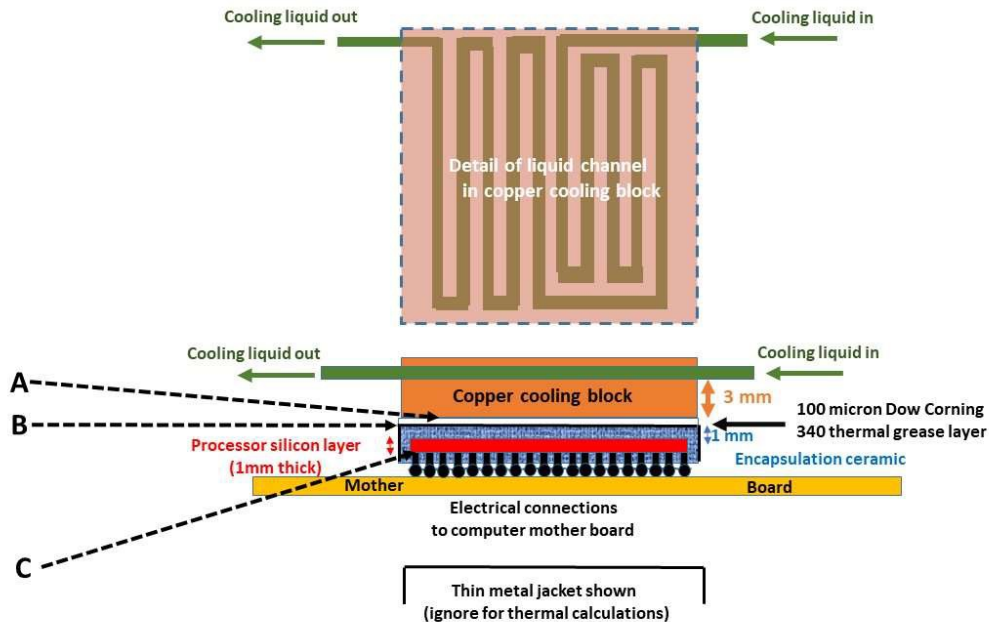 Cooling liquid out
Cooling liquid in
Detail of liquid channel
in copper cooling block
Cooling liquid out
Cooling liquid in
A
Copper cooling block
3 mm
B
100 micron Dow Corning
340 thermal grease layer
Processor silicon layer
(1mm thick)
1 mm
Encapsulation ceramic
Mother
Board
Electrical connections
to computer mother board
C
Thin metal jacket shown
(ignore for thermal calculations)